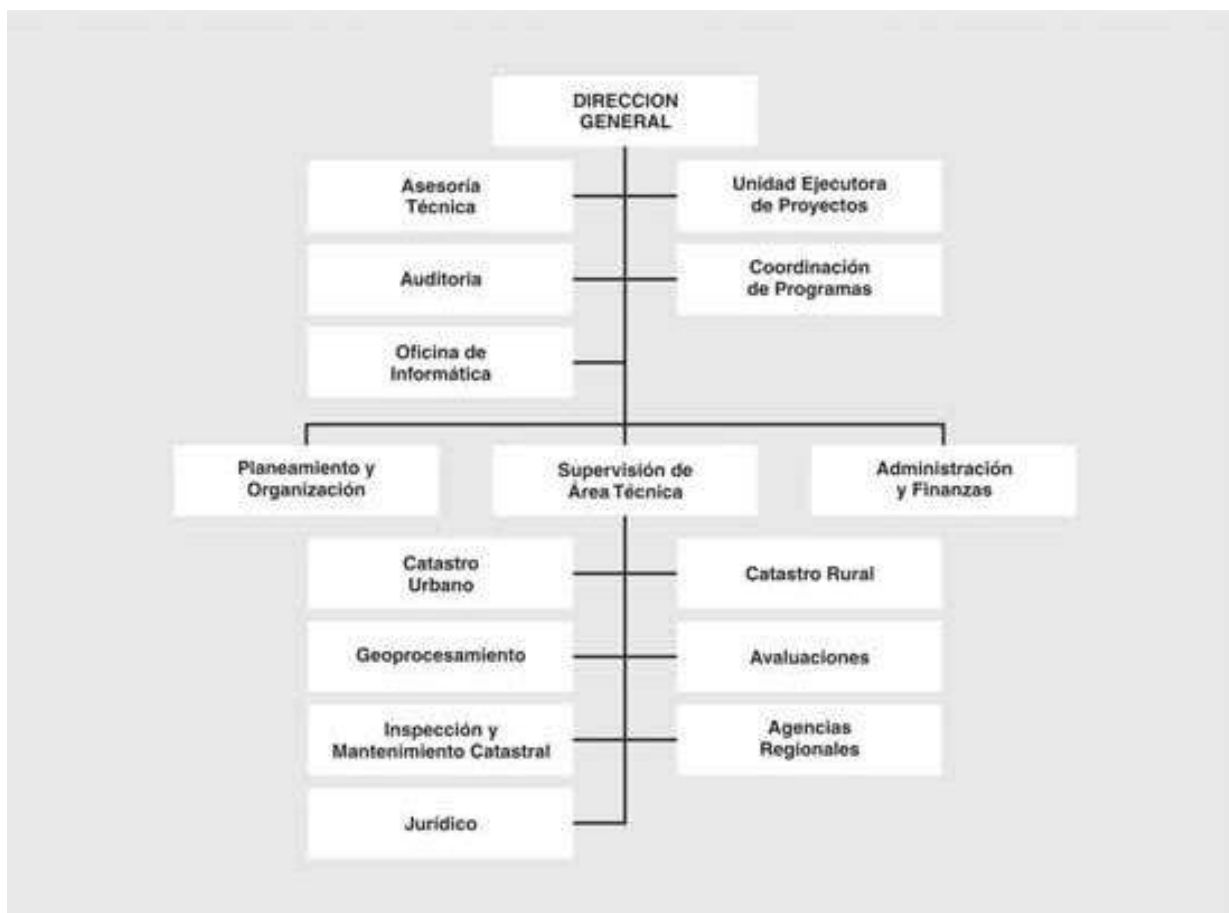 DIRECCION
GENERAL
Asesoría
Técnica
Unidad Ejecutora
de Proyectos
Auditoria
Coordinación
de Programas
Oficina de
Informática
Planeamiento y
Organización
Supervisión de
Área Técnica
Administración
y Finanzas
Catastro
Urbano
Catastro Rural
Geoprocesamiento
Avaluaciones
Inspección y
Mantenimiento Catastral
Agencias
Regionales
Jurídico